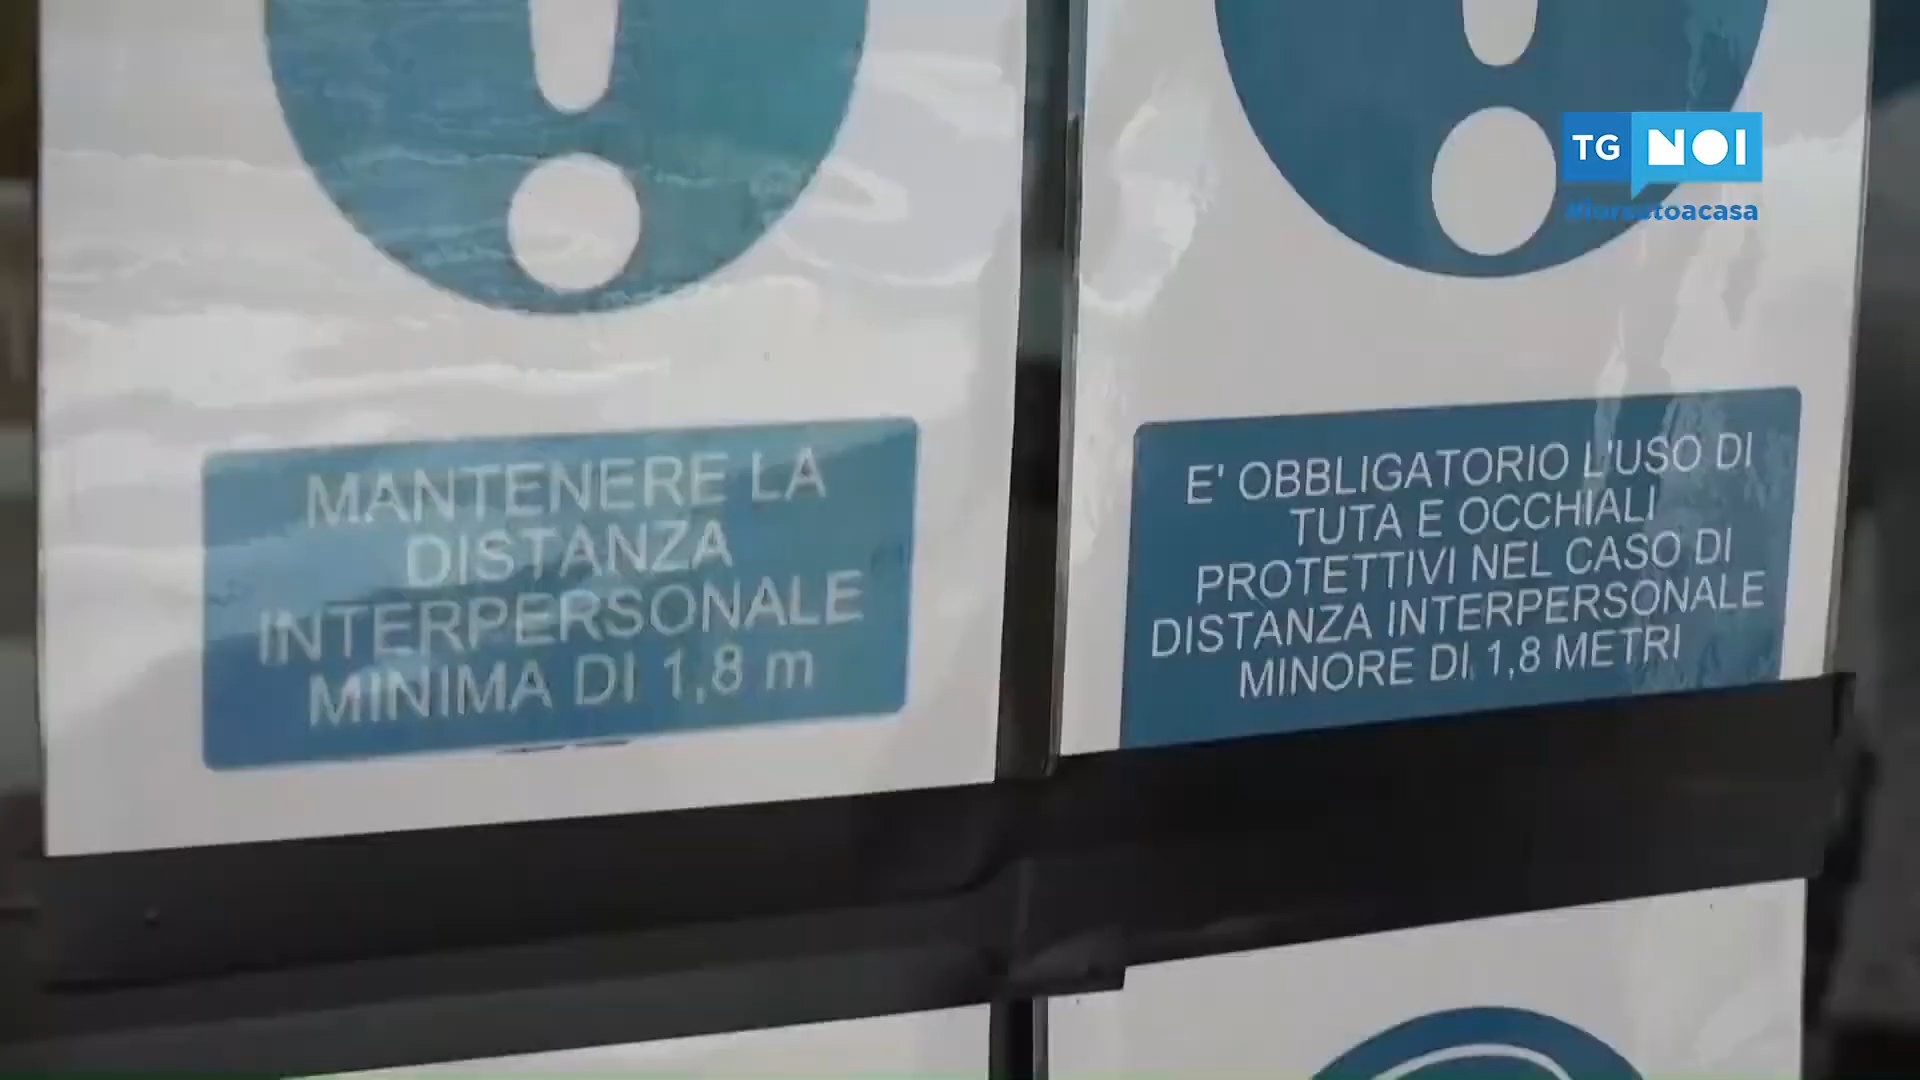 MANTENERE LA
DISTANZA
INTERPERSONALE
MINIMA DI 1,8 m
E' OBBLIGATORIO L'USO DI
TUTA E OCCHIALI
PROTETTIVI NEL CASO DI
DISTANZA INTERPERSONALE
MINORE DI 1,8 METRI
TG NOI